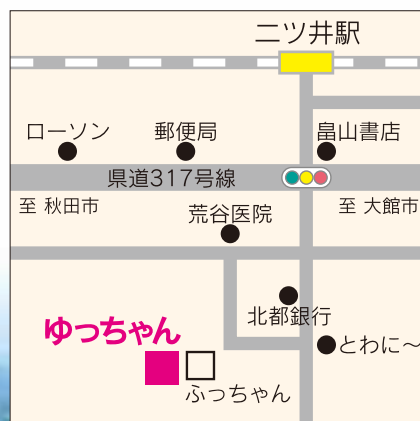 二ツ井駅
ローソン
郵便局
畠山書店
県道317号線
至 秋田市
至 大館市
荒谷医院
北都銀行
ゆっちゃん
とわに～
ふっちゃん